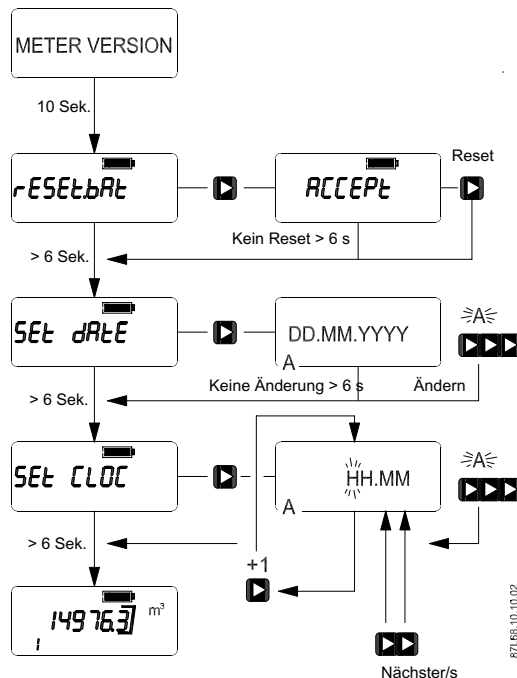 METER VERSION
10 Sek.
rESEt.bAt
ACCEPt
Reset
Kein Reset > 6 s
> 6 Sek.
SEt dAtE
DD.MM.YYYY
A
A
Keine Änderung > 6 s
Ändern
> 6 Sek.
SEt CLOC
HH.MM
A
A
> 6 Sek.
+1
14976.3 m³
1
Nächster/s
87L68.10.10.02